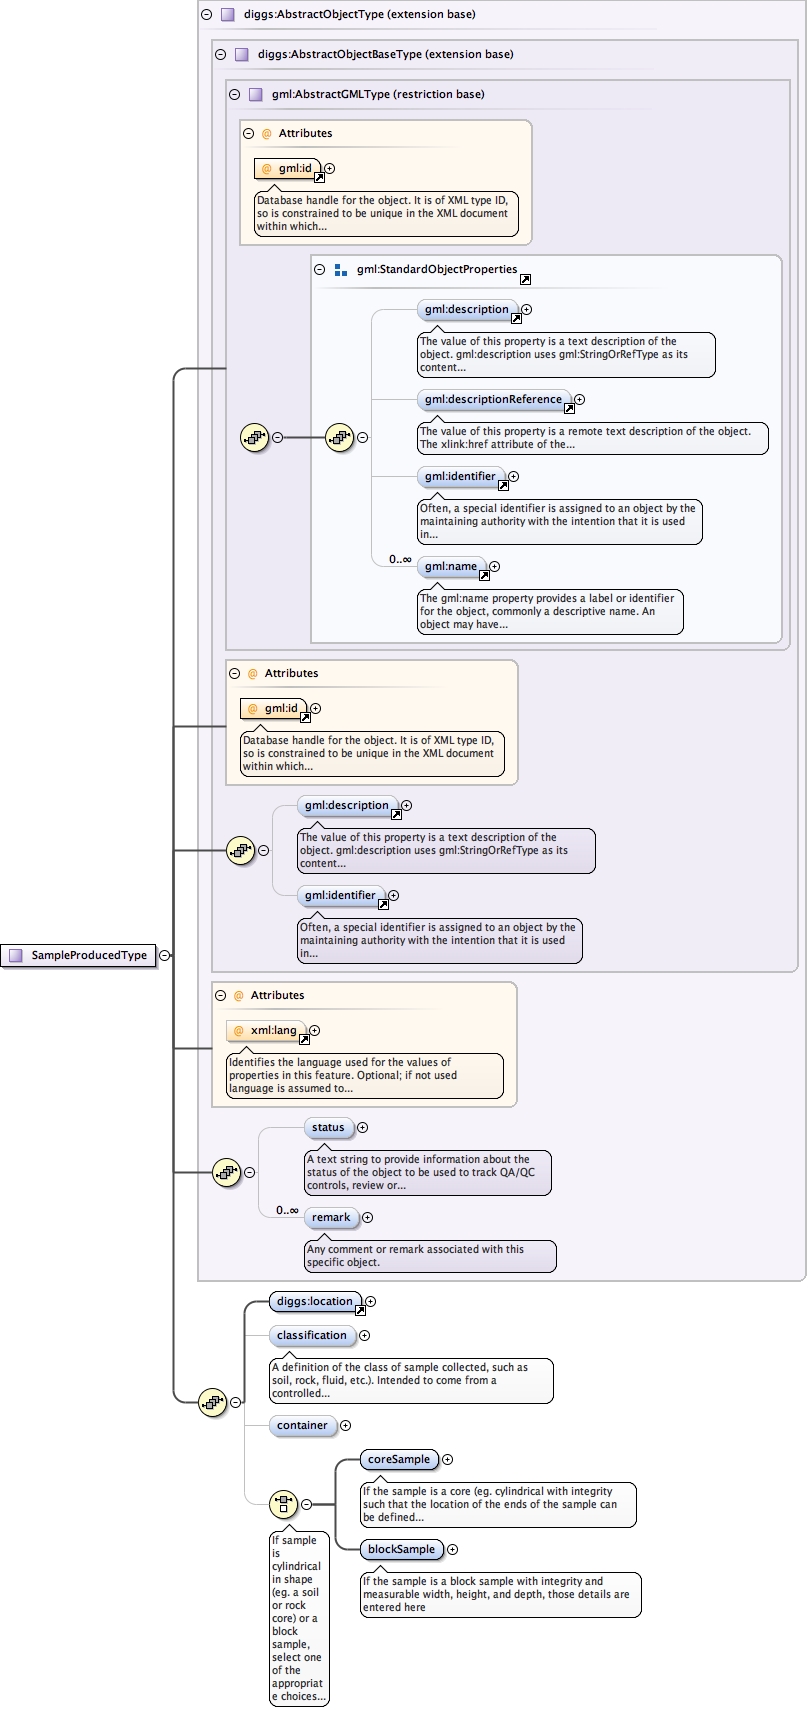 diggs:AbstractObjectType (extension base)
diggs:AbstractObjectBaseType (extension base)
gml:AbstractGMLType (restriction base)
@ Attributes
@ gml:id
Database handle for the object. It is of XML type ID,
so is constrained to be unique in the XML document
within which...
gml:StandardObjectProperties
gml:description
The value of this property is a text description of the
object. gml:description uses gml:StringOrRefType as its
content...
gml:descriptionReference
The value of this property is a remote text description of the object.
The xlink:href attribute of the...
gml:identifier
Often, a special identifier is assigned to an object by the
maintaining authority with the intention that it is used
in...
0..∞
gml:name
The gml:name property provides a label or identifier
for the object, commonly a descriptive name. An
object may have...
@ Attributes
@ gml:id
Database handle for the object. It is of XML type ID,
so is constrained to be unique in the XML document
within which...
gml:description
The value of this property is a text description of the
object. gml:description uses gml:StringOrRefType as its
content...
gml:identifier
Often, a special identifier is assigned to an object by the
maintaining authority with the intention that it is used
in...
SampleProducedType
@ Attributes
@ xml:lang
Identifies the language used for the values of
properties in this feature. Optional; if not used
language is assumed to...
status
A text string to provide information about the
status of the object to be used to track QA/QC
controls, review or...
0..∞
remark
Any comment or remark associated with this
specific object.
diggs:location
classification
A definition of the class of sample collected, such as
soil, rock, fluid, etc.). Intended to come from a
controlled...
container
coreSample
If the sample is a core (eg. cylindrical with integrity
such that the location of the ends of the sample can
be defined...
blockSample
If the sample is a block sample with integrity and
measurable width, height, and depth, those details are
entered here
If sample
is
cylindrical
in shape
(eg. a soil
or rock
core) or a
block
sample,
select one
of the
appropriat
e choices...